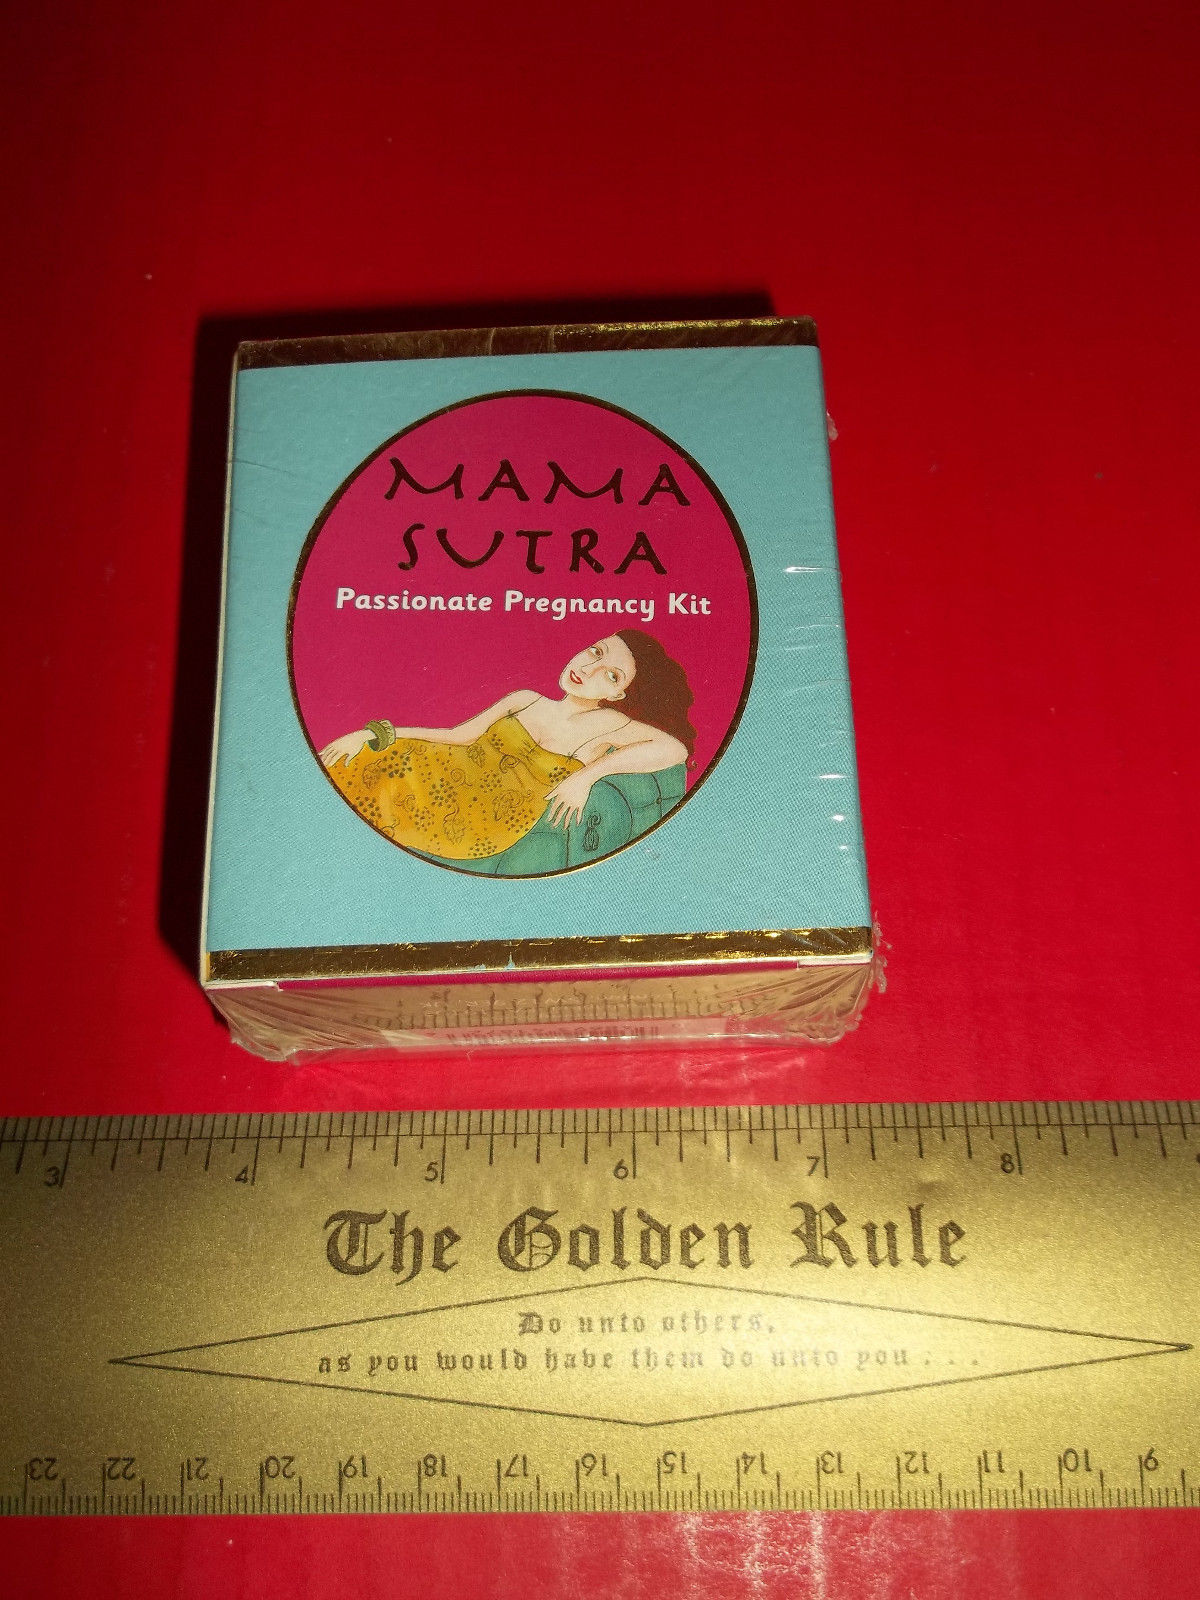 MAMA
SUTRA
Passionate Pregnancy Kit
3 4 5 6 7 8
The Golden Rule
Do unto others,
as you would have them do unto you . . .
23 22 21 20 19 18 17 16 15 14 13 12 11 10 9